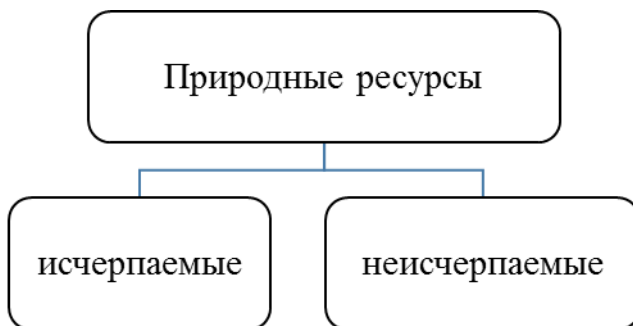 Природные ресурсы
исчерпаемые
неисчерпаемые